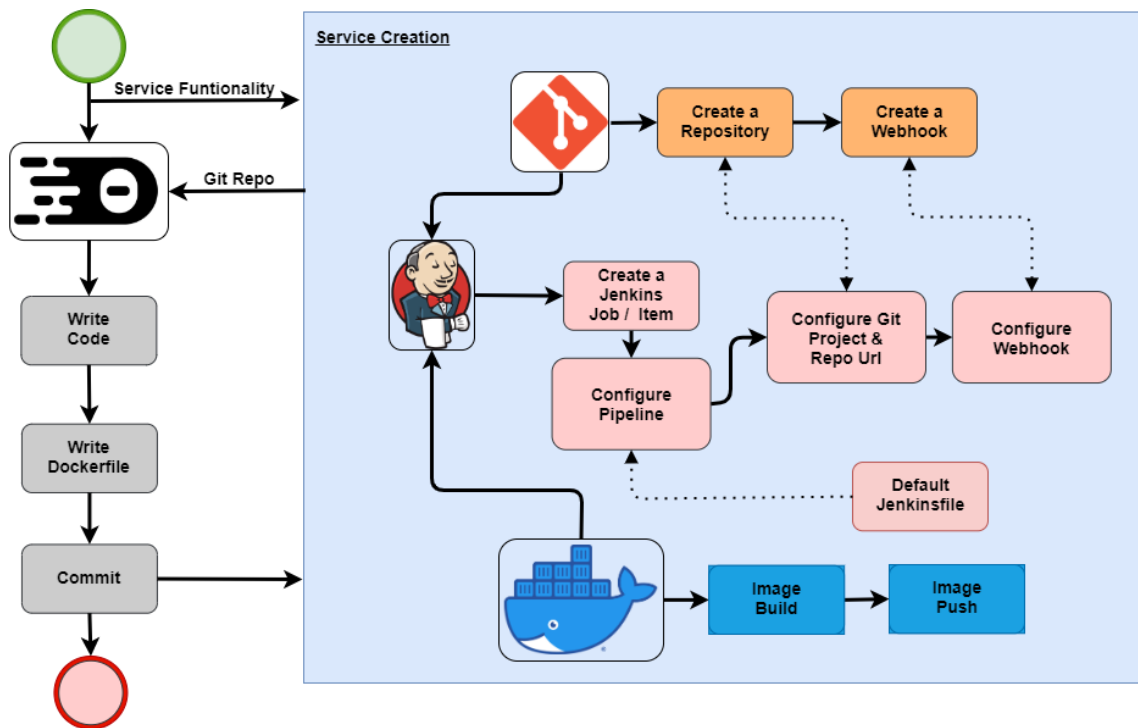 Service Creation
Service Funtionality
Create a
Repository
Create a
Webhook
Git Repo
Create a
Jenkins
Job / Item
Configure Git
Project &
Repo Url
Configure
Webhook
Write
Code
Configure
Pipeline
Write
Dockerfile
Default
Jenkinsfile
Commit
Image
Build
Image
Push